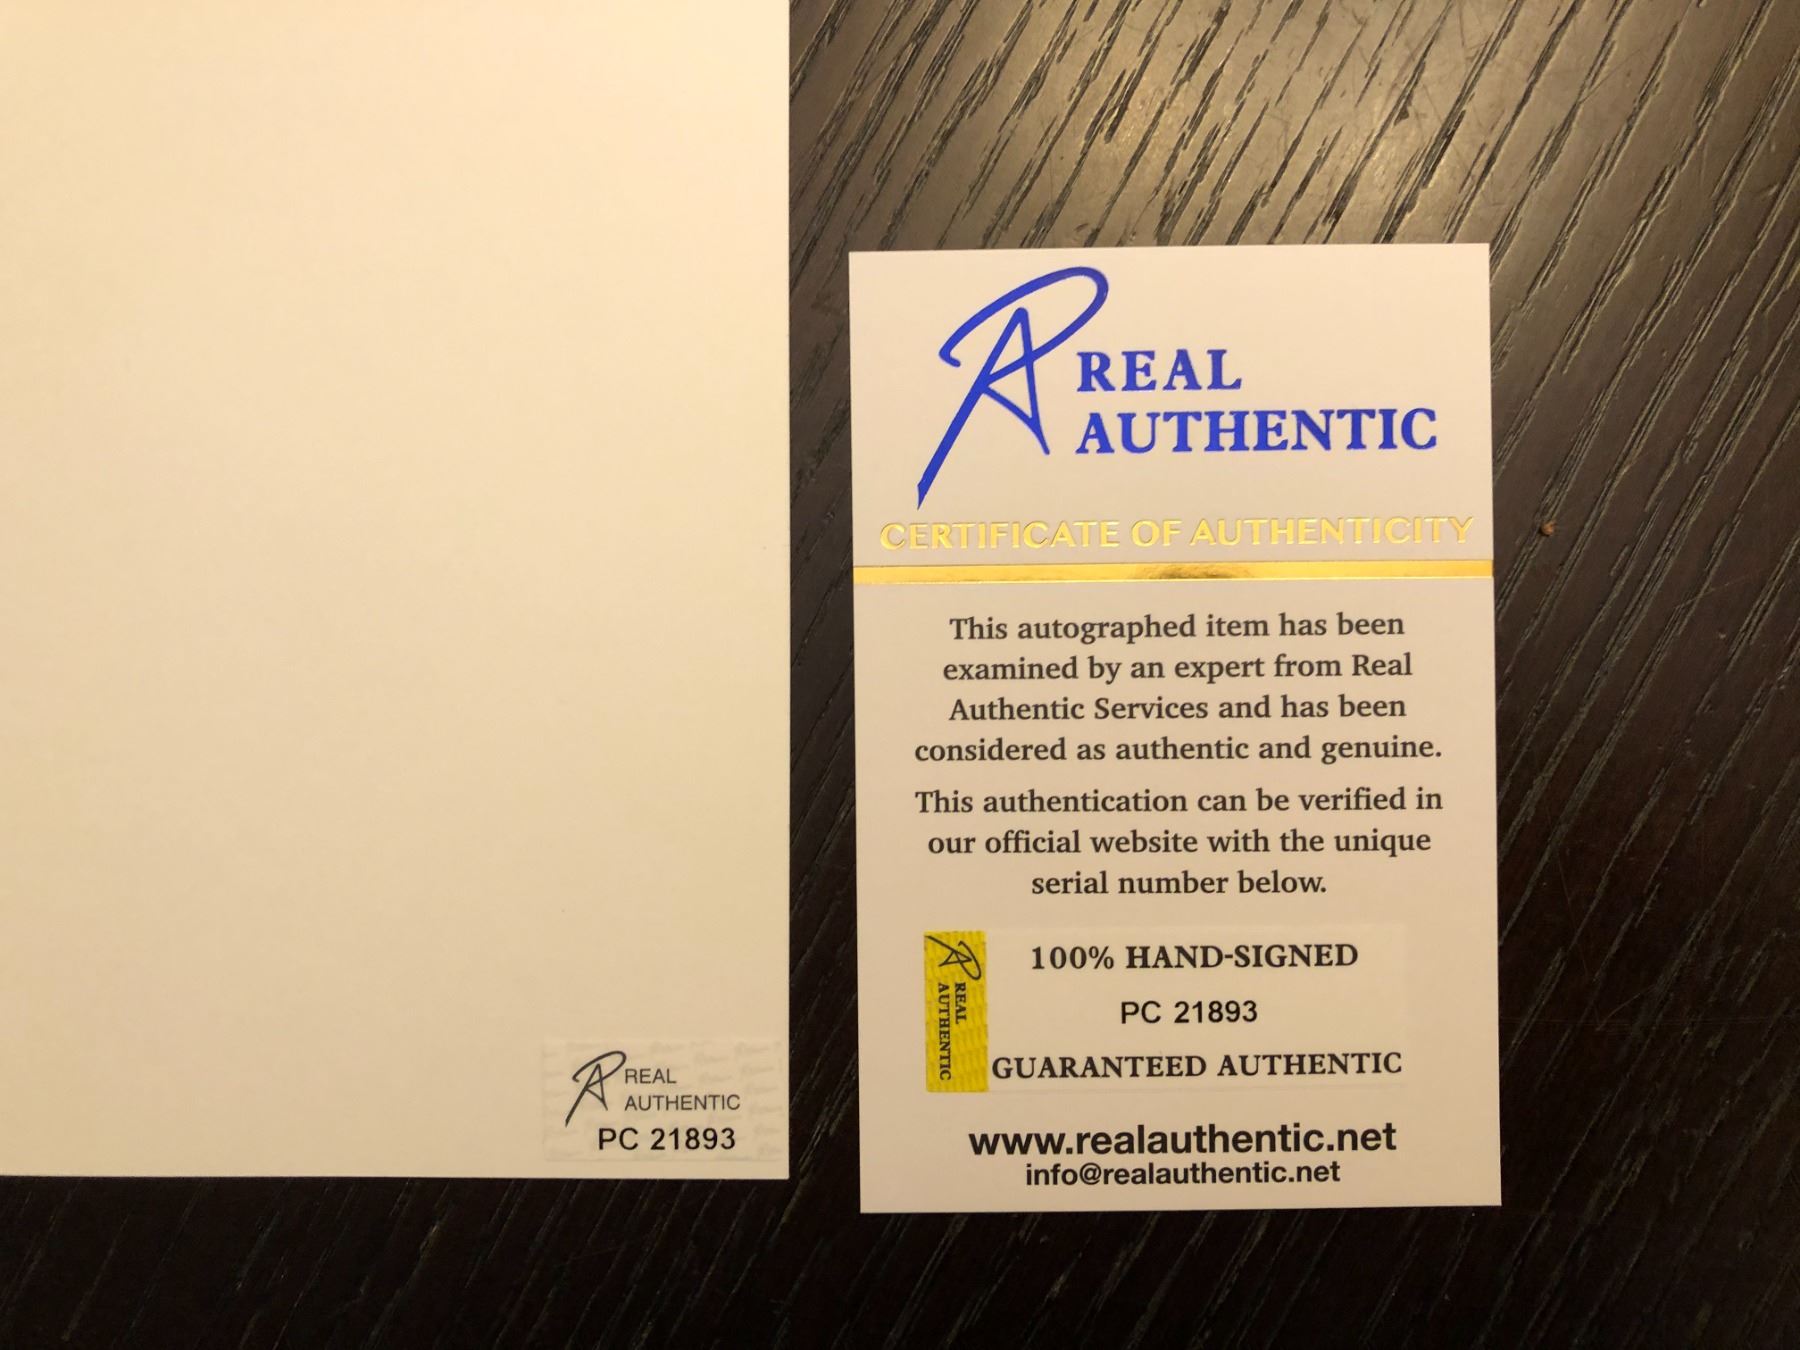 REAL
AUTHENTIC
PC 21893
REAL
AUTHENTIC
CERTIFICATE OF AUTHENTICITY
This autographed item has been
examined by an expert from Real
Authentic Services and has been
considered as authentic and genuine.
This authentication can be verified in
our official website with the unique
serial number below.
REAL
AUTHENTIC
100% HAND-SIGNED
PC 21893
GUARANTEED AUTHENTIC
www.realauthentic.net
info@realauthentic.net